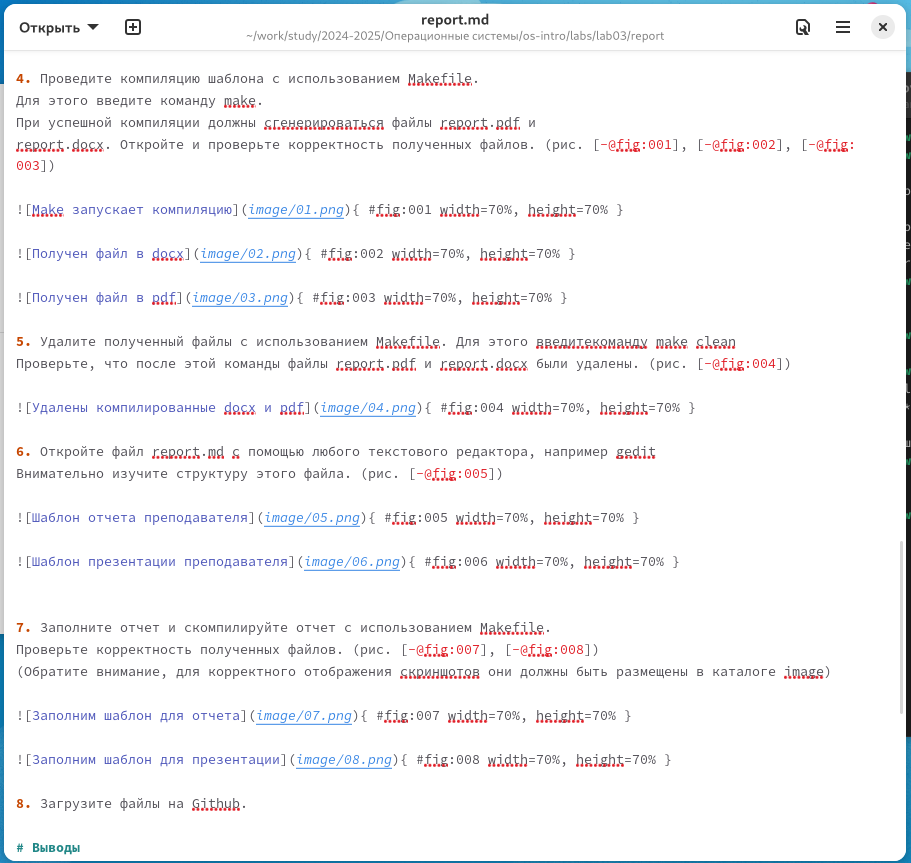 Открыть
report.md
~/work/study/2024-2025/Операционные системы/os-intro/labs/lab03/report
4. Проведите компиляцию шаблона с использованием Makefile.
Для этого введите команду make.
При успешной компиляции должны сгенерироваться файлы report.pdf и
report.docx. Откройте и проверьте корректность полученных файлов. (рис. [-@fig:001], [-@fig:002], [-@fig:
003])
![Make запускает компиляцию](image/01.png){ #fig:001 width=70%, height=70% }
![Получен файл в docx](image/02.png){ #fig:002 width=70%, height=70% }
![Получен файл в pdf](image/03.png){ #fig:003 width=70%, height=70% }
5. Удалите полученный файлы с использованием Makefile. Для этого введитекоманду make clean
Проверьте, что после этой команды файлы report.pdf и report.docx были удалены. (рис. [-@fig:004])
![Удалены компилированные docx и pdf](image/04.png){ #fig:004 width=70%, height=70% }
6. Откройте файл report.md c помощью любого текстового редактора, например gedit
Внимательно изучите структуру этого файла. (рис. [-@fig:005])
![Шаблон отчета преподавателя](image/05.png){ #fig:005 width=70%, height=70% }
![Шаблон презентации преподавателя](image/06.png){ #fig:006 width=70%, height=70% }
7. Заполните отчет и скомпилируйте отчет с использованием Makefile.
Проверьте корректность полученных файлов. (рис. [-@fig:007], [-@fig:008])
(Обратите внимание, для корректного отображения скриншотов они должны быть размещены в каталоге image)
![Заполним шаблон для отчета](image/07.png){ #fig:007 width=70%, height=70% }
![Заполним шаблон для презентации](image/08.png){ #fig:008 width=70%, height=70% }
8. Загрузите файлы на Github.
# Выводы